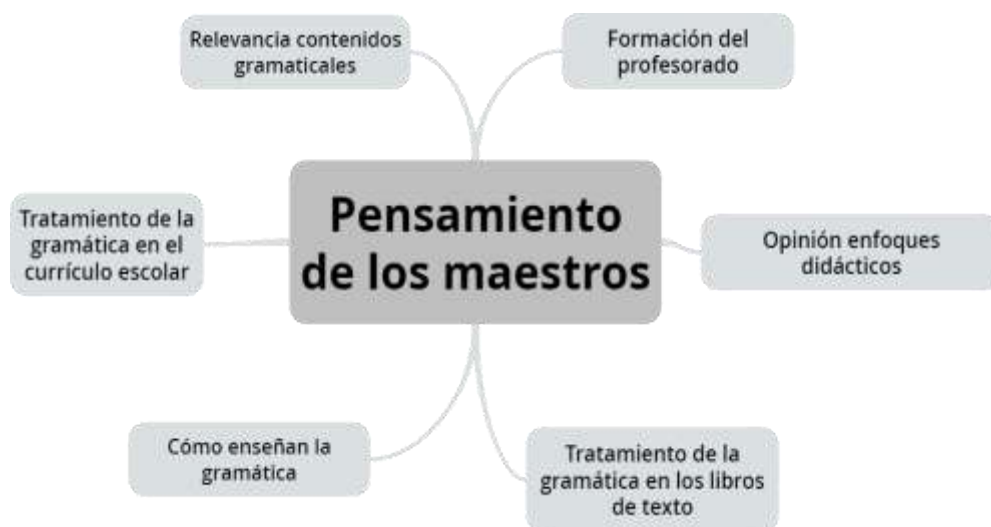 Relevancia contenidos
gramaticales
Formación del
profesorado
Pensamiento
de los maestros
Tratamiento de la
gramática en el
currículo escolar
Opinión enfoques
didácticos
Cómo enseñan la
gramática
Tratamiento de la
gramática en los libros
de texto